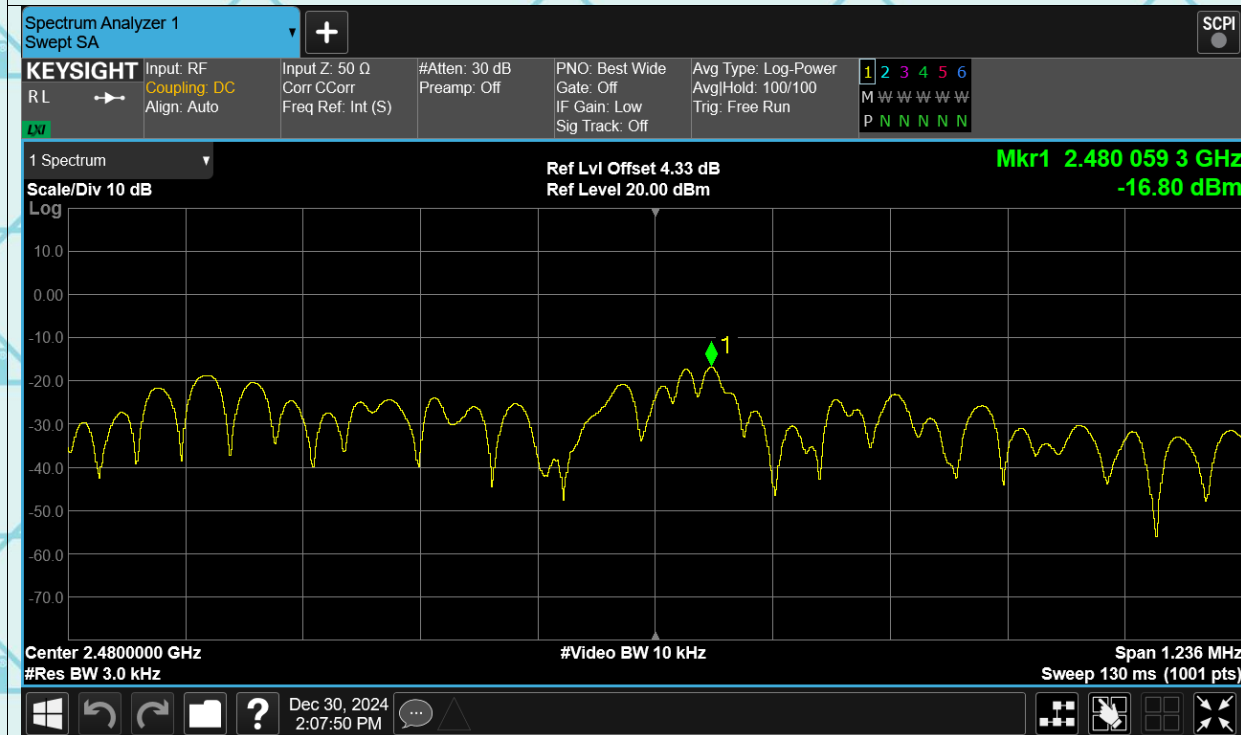 Spectrum Analyzer 1
Swept SA
▼
+
SCPI
KEYSIGHT
RL
LXI
Input: RF
Coupling: DC
Align: Auto
Input Z: 50 Ω
Corr CCorr
Freq Ref: Int (S)
#Atten: 30 dB
Preamp: Off
PNO: Best Wide
Gate: Off
IF Gain: Low
Sig Track: Off
Avg Type: Log-Power
Avg|Hold: 100/100
Trig: Free Run
1 2 3 4 5 6
M W W W W W
P N N N N N
1 Spectrum ▼
Scale/Div 10 dB
Ref Lvl Offset 4.33 dB
Ref Level 20.00 dBm
Mkr1 2.480 059 3 GHz
-16.80 dBm
Log
10.0
0.00
-10.0
1
-20.0
-30.0
-40.0
-50.0
-60.0
-70.0
Center 2.4800000 GHz
#Video BW 10 kHz
Span 1.236 MHz
#Res BW 3.0 kHz
Sweep 130 ms (1001 pts)
?
Dec 30, 2024
2:07:50 PM